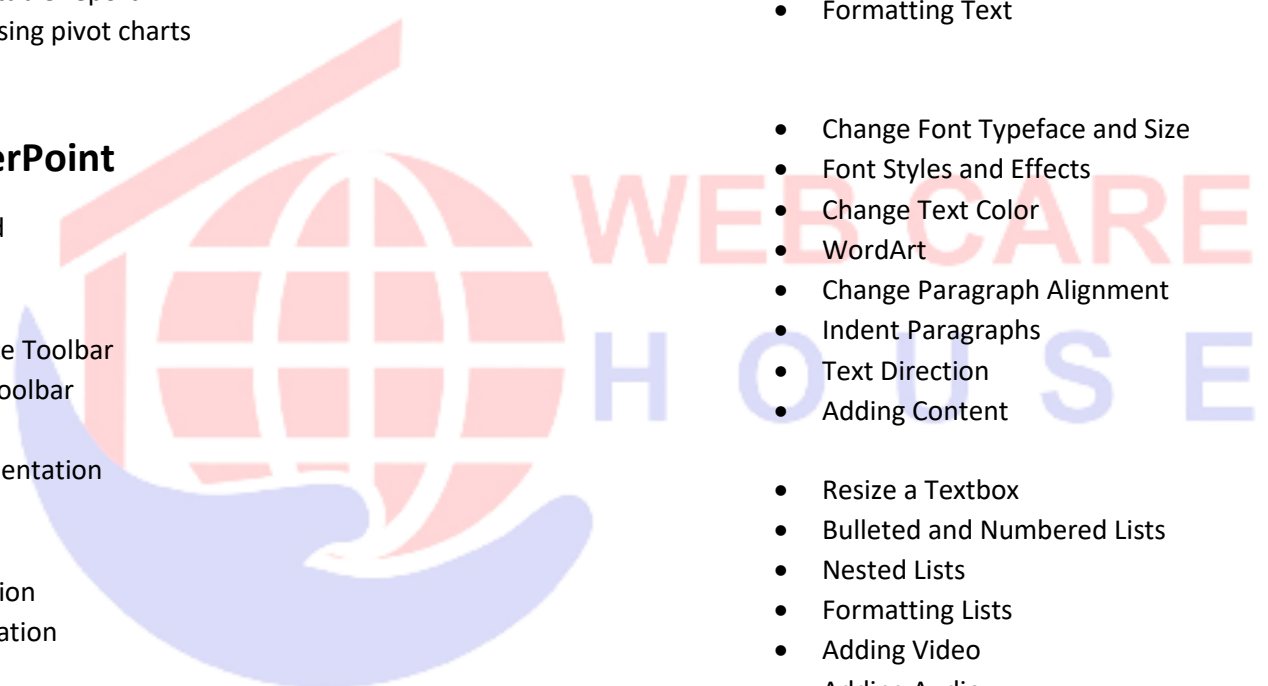 sing pivot charts
erPoint
e Toolbar
oolbar
entation
ion
ation
Formatting Text
• Change Font Typeface and Size
• Font Styles and Effects
• Change Text Color
• WordArt
• Change Paragraph Alignment
• Indent Paragraphs
• Text Direction
• Adding Content
• Resize a Textbox
• Bulleted and Numbered Lists
• Nested Lists
• Formatting Lists
• Adding Video
WEB CARE
HOUSE